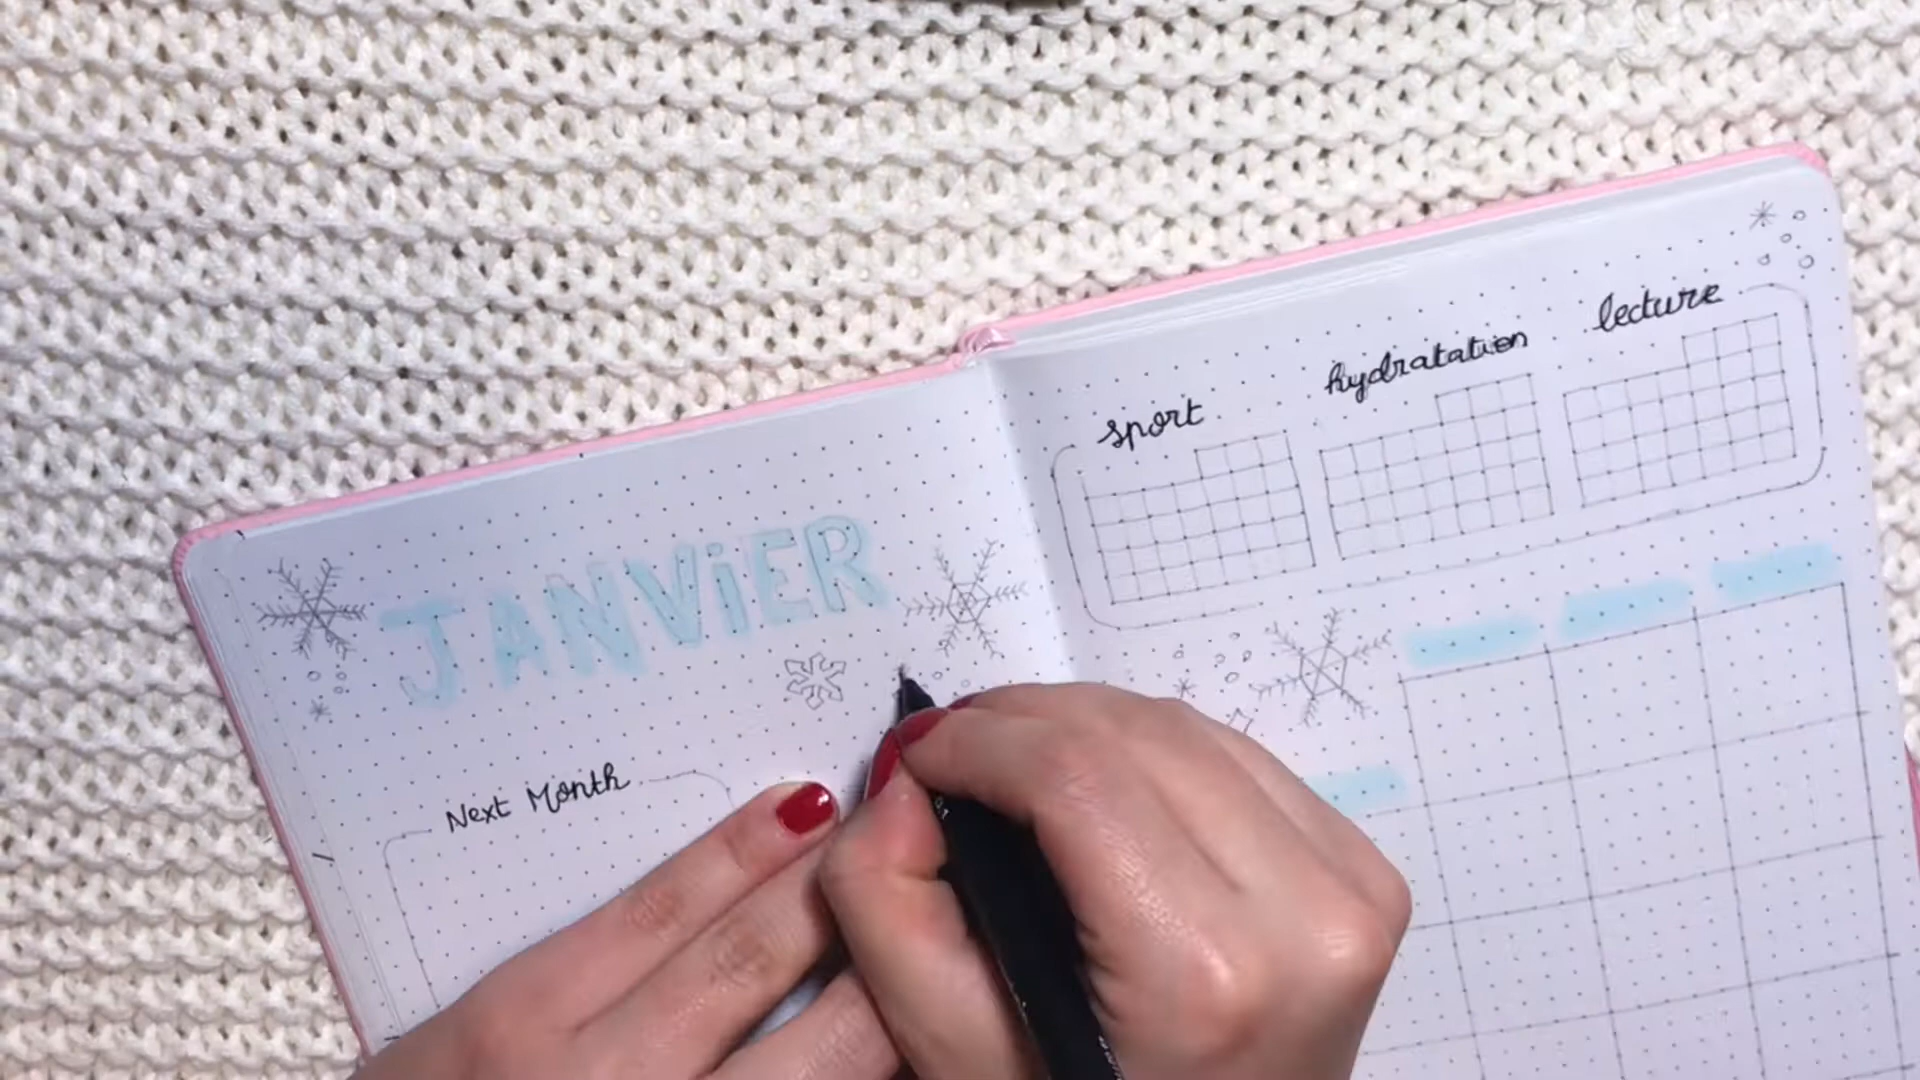 JANViER
Next Month
sport
hydratation
lecture